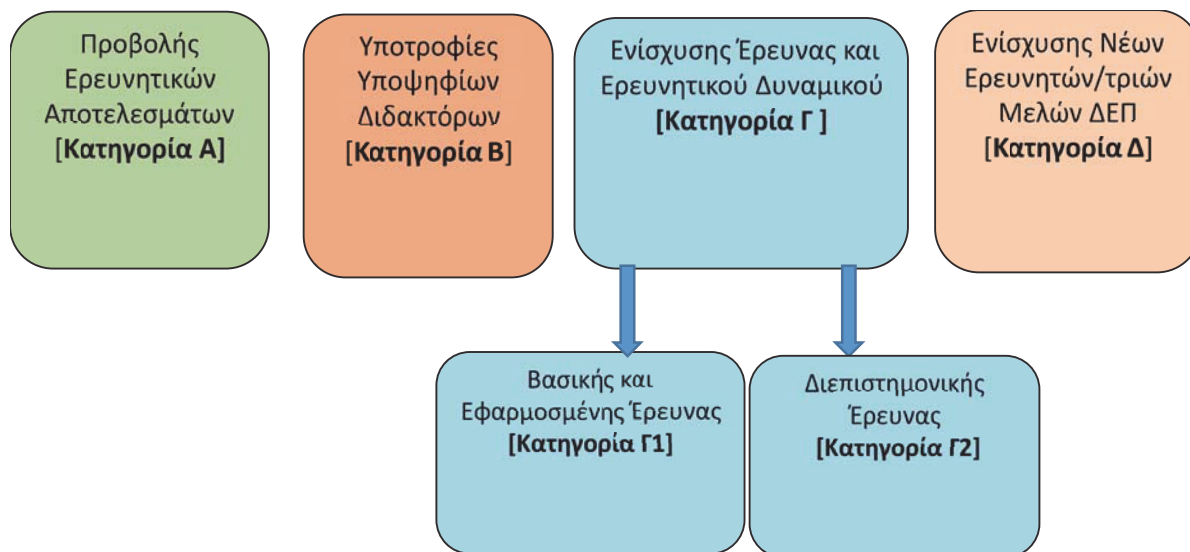 Προβολής
Ερευνητικών
Αποτελεσμάτων
[Κατηγορία Α]
Υποτροφίες
Υποψηφίων
Διδακτόρων
[Κατηγορία Β]
Ενίσχυσης Έρευνας και
Ερευνητικού Δυναμικού
[Κατηγορία Γ ]
Ενίσχυσης Νέων
Ερευνητών/τριών
Μελών ΔΕΠ
[Κατηγορία Δ]
Βασικής και
Εφαρμοσμένης Έρευνας
[Κατηγορία Γ1]
Διεπιστημονικής
Έρευνας
[Κατηγορία Γ2]